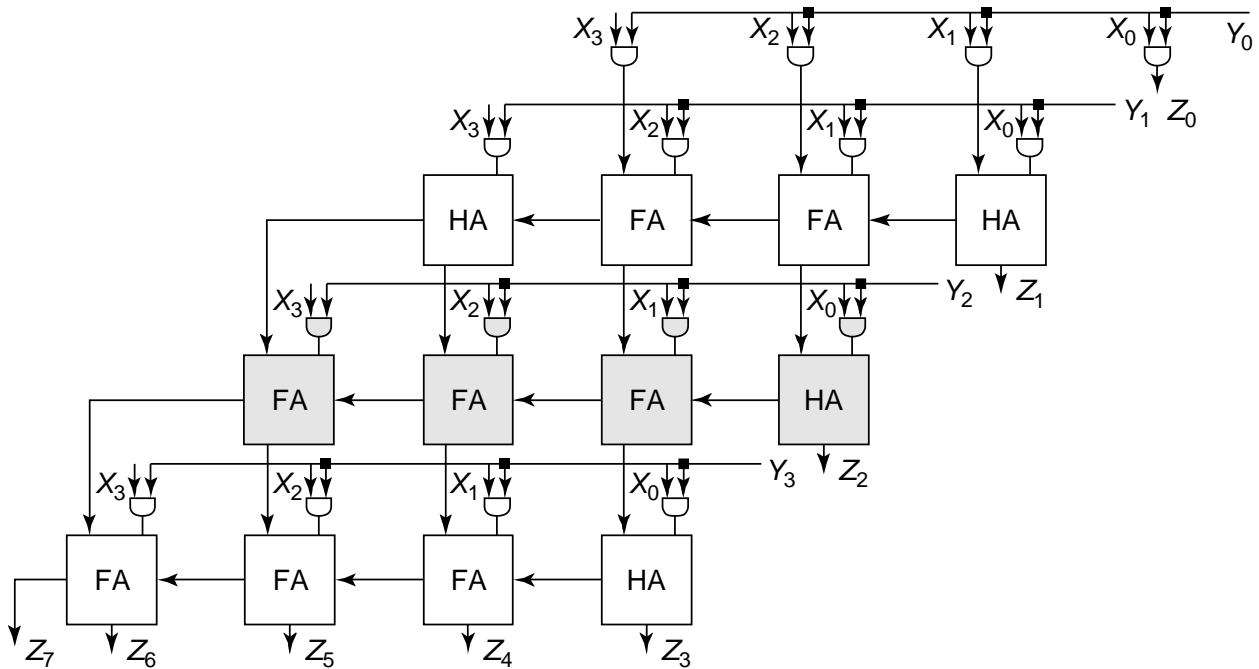 X₃ X₂ X₁ X₀ Y₀
X₃ X₂ X₁ X₀ Y₁ Z₀
HA FA FA HA
X₃ X₂ X₁ X₀ Y₂ Z₁
FA FA FA HA
X₃ X₂ X₁ X₀ Y₃ Z₂
FA FA FA HA
Z₇ Z₆ Z₅ Z₄ Z₃